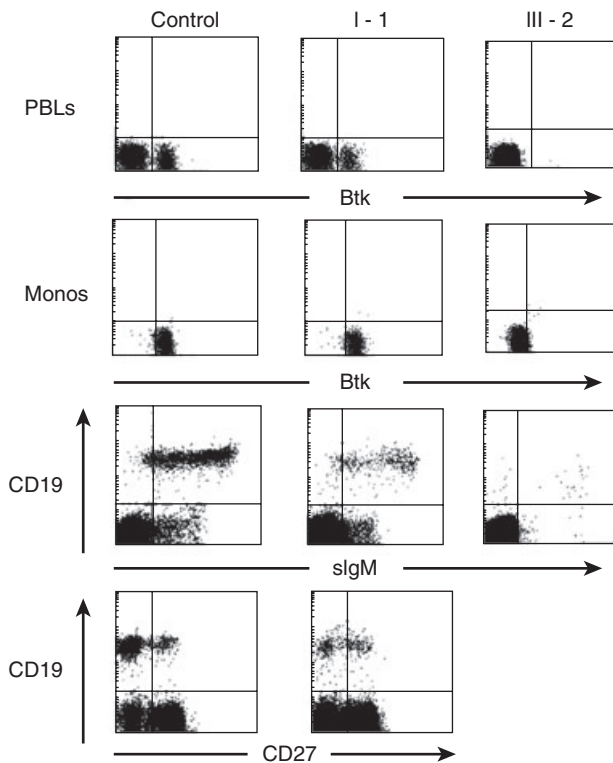 Control I - 1 III - 2
PBLs
Btk
Monos
Btk
CD19
sIgM
CD19
CD27